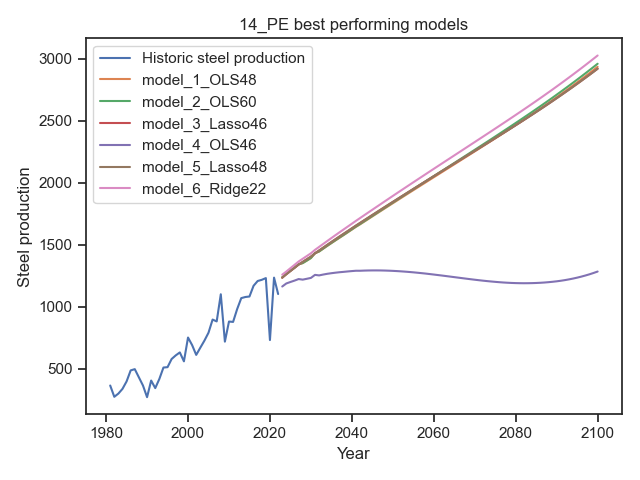 14_PE best performing models
Historic steel production
model_1_OLS48
model_2_OLS60
model_3_Lasso46
model_4_OLS46
model_5_Lasso48
model_6_Ridge22
Steel production
3000
2500
2000
1500
1000
500
1980
2000
2020
2040
2060
2080
2100
Year